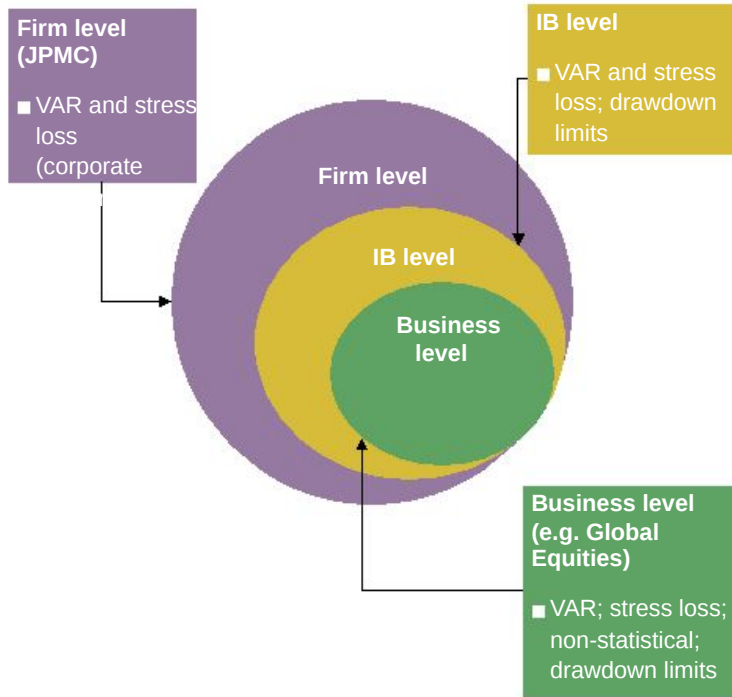 Firm level
(JPMC)
■ VAR and stress
loss
(corporate
IB level
■ VAR and stress
loss; drawdown
limits
Firm level
IB level
Business
level
Business level
(e.g. Global
Equities)
■ VAR; stress loss;
non-statistical;
drawdown limits